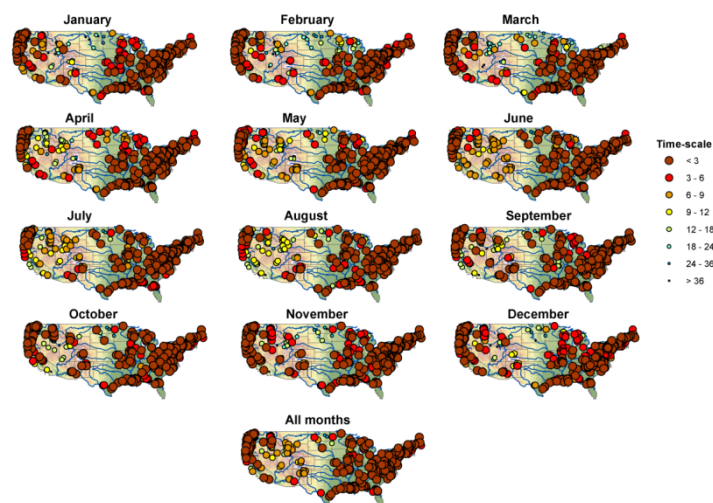 January
February
March
April
May
June
July
August
September
October
November
December
All months
Time-scale
< 3
3 - 6
6 - 9
9 - 12
12 - 18
18 - 24
24 - 36
> 36